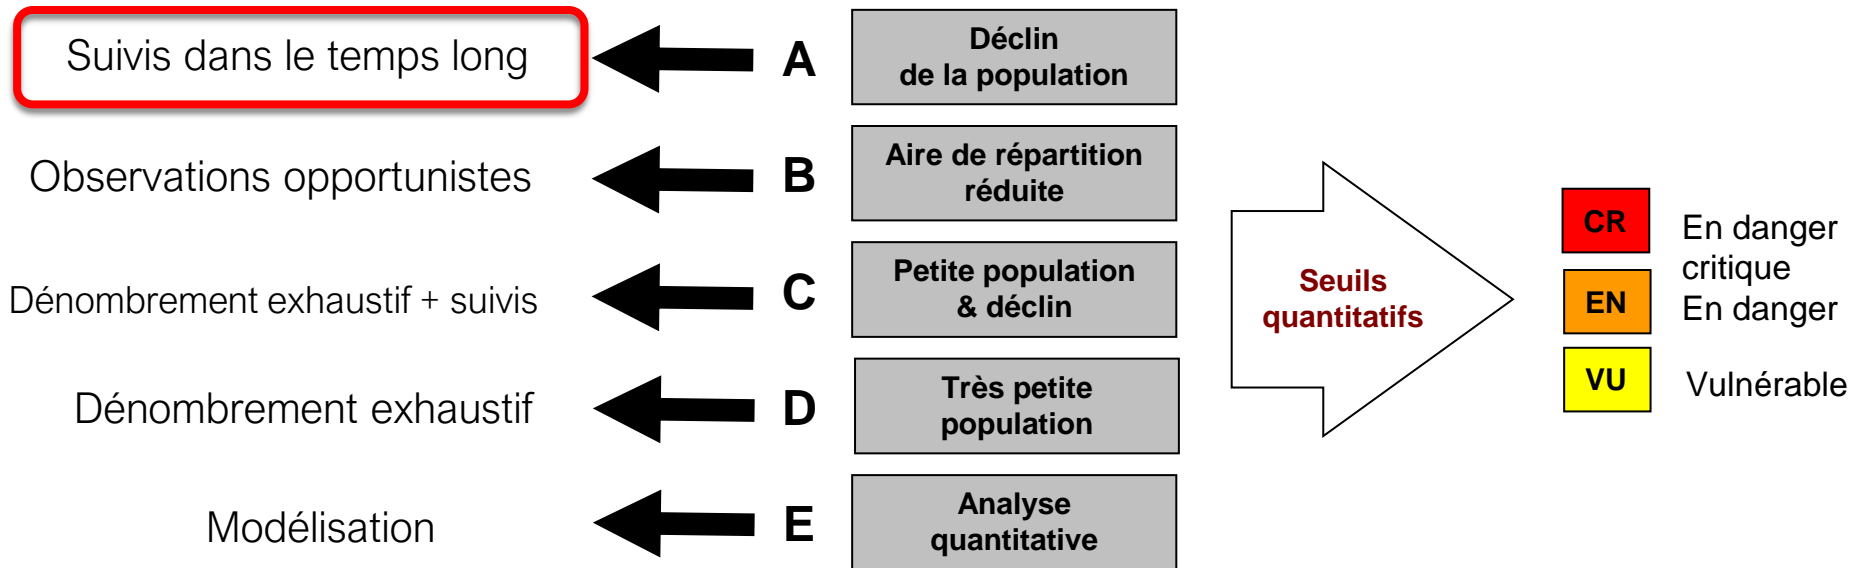 Suivis dans le temps long
A
Déclin
de la population
Observations opportunistes
B
Aire de répartition
réduite
Dénombrement exhaustif + suivis
C
Petite population
& déclin
Dénombrement exhaustif
D
Très petite
population
Modélisation
E
Analyse
quantitative
Seuils
quantitatifs
CR
En danger
critique
EN
En danger
VU
Vulnérable